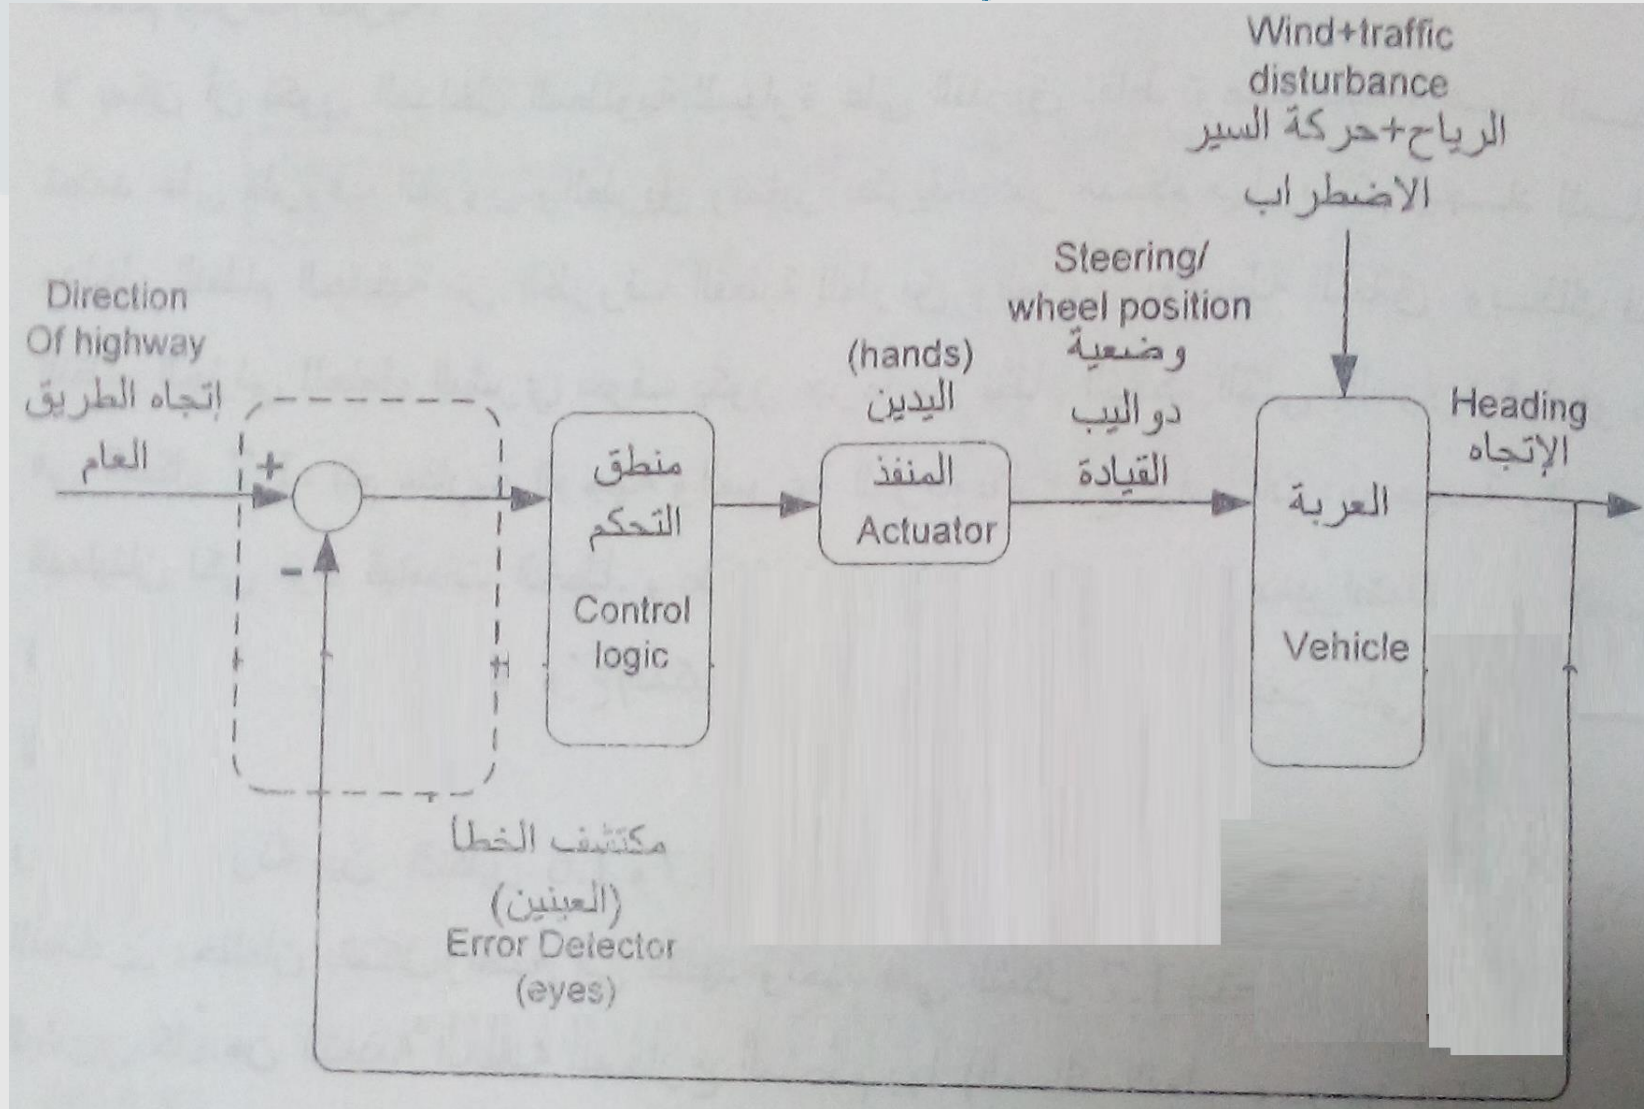 Wind+traffic
disturbance
الرياح+حركة السير
الاضطراب
Direction
Of highway
إتجاه الطريق
العام
+
-
منطق
التحكم
Control
logic
(hands)
اليدين
المنفذ
Actuator
Steering/
wheel position
وضعية
دواليب
القيادة
العربة
Vehicle
Heading
الإتجاه
مكتشف الخطأ
(العينين)
Error Detector
(eyes)